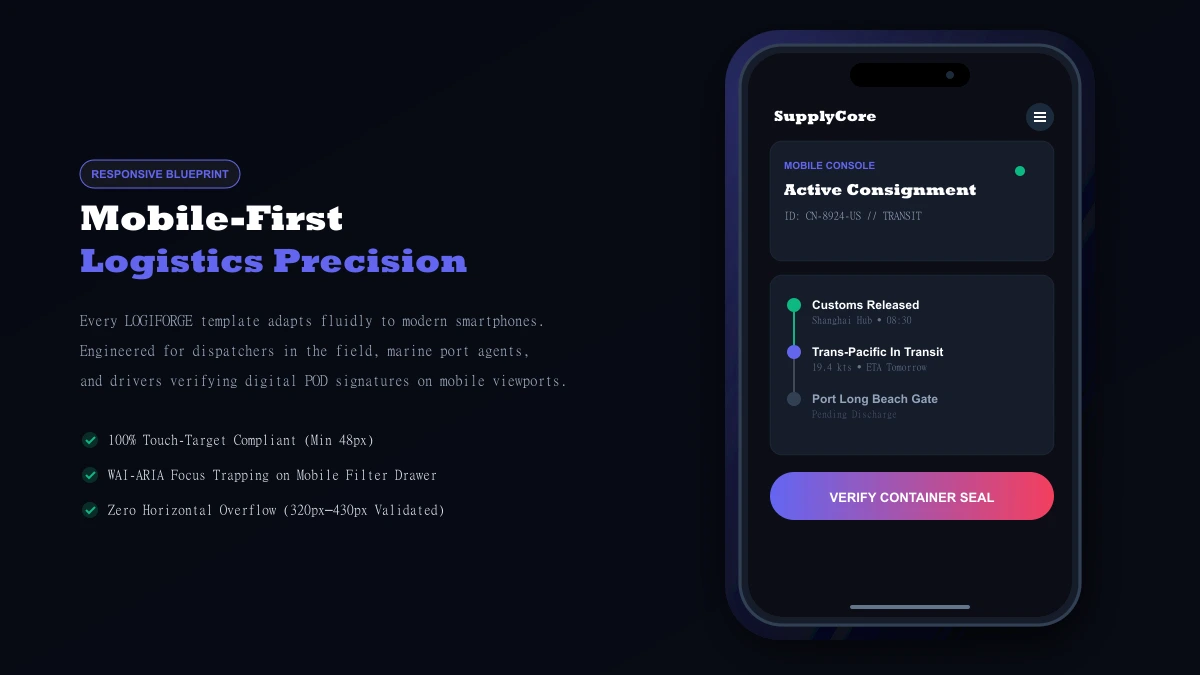 RESPONSIVE BLUEPRINT
Mobile-First
Logistics Precision
Every LOGIFORGE template adapts fluidly to modern smartphones.
Engineered for dispatchers in the field, marine port agents,
and drivers verifying digital POD signatures on mobile viewports.
100% Touch-Target Compliant (Min 48px)
WAI-ARIA Focus Trapping on Mobile Filter Drawer
Zero Horizontal Overflow (320px–430px Validated)
SupplyCore
MOBILE CONSOLE
Active Consignment
ID: CN-8924-US // TRANSIT
Customs Released
Shanghai Hub • 08:30
Trans-Pacific In Transit
19.4 kts • ETA Tomorrow
Port Long Beach Gate
Pending Discharge
VERIFY CONTAINER SEAL